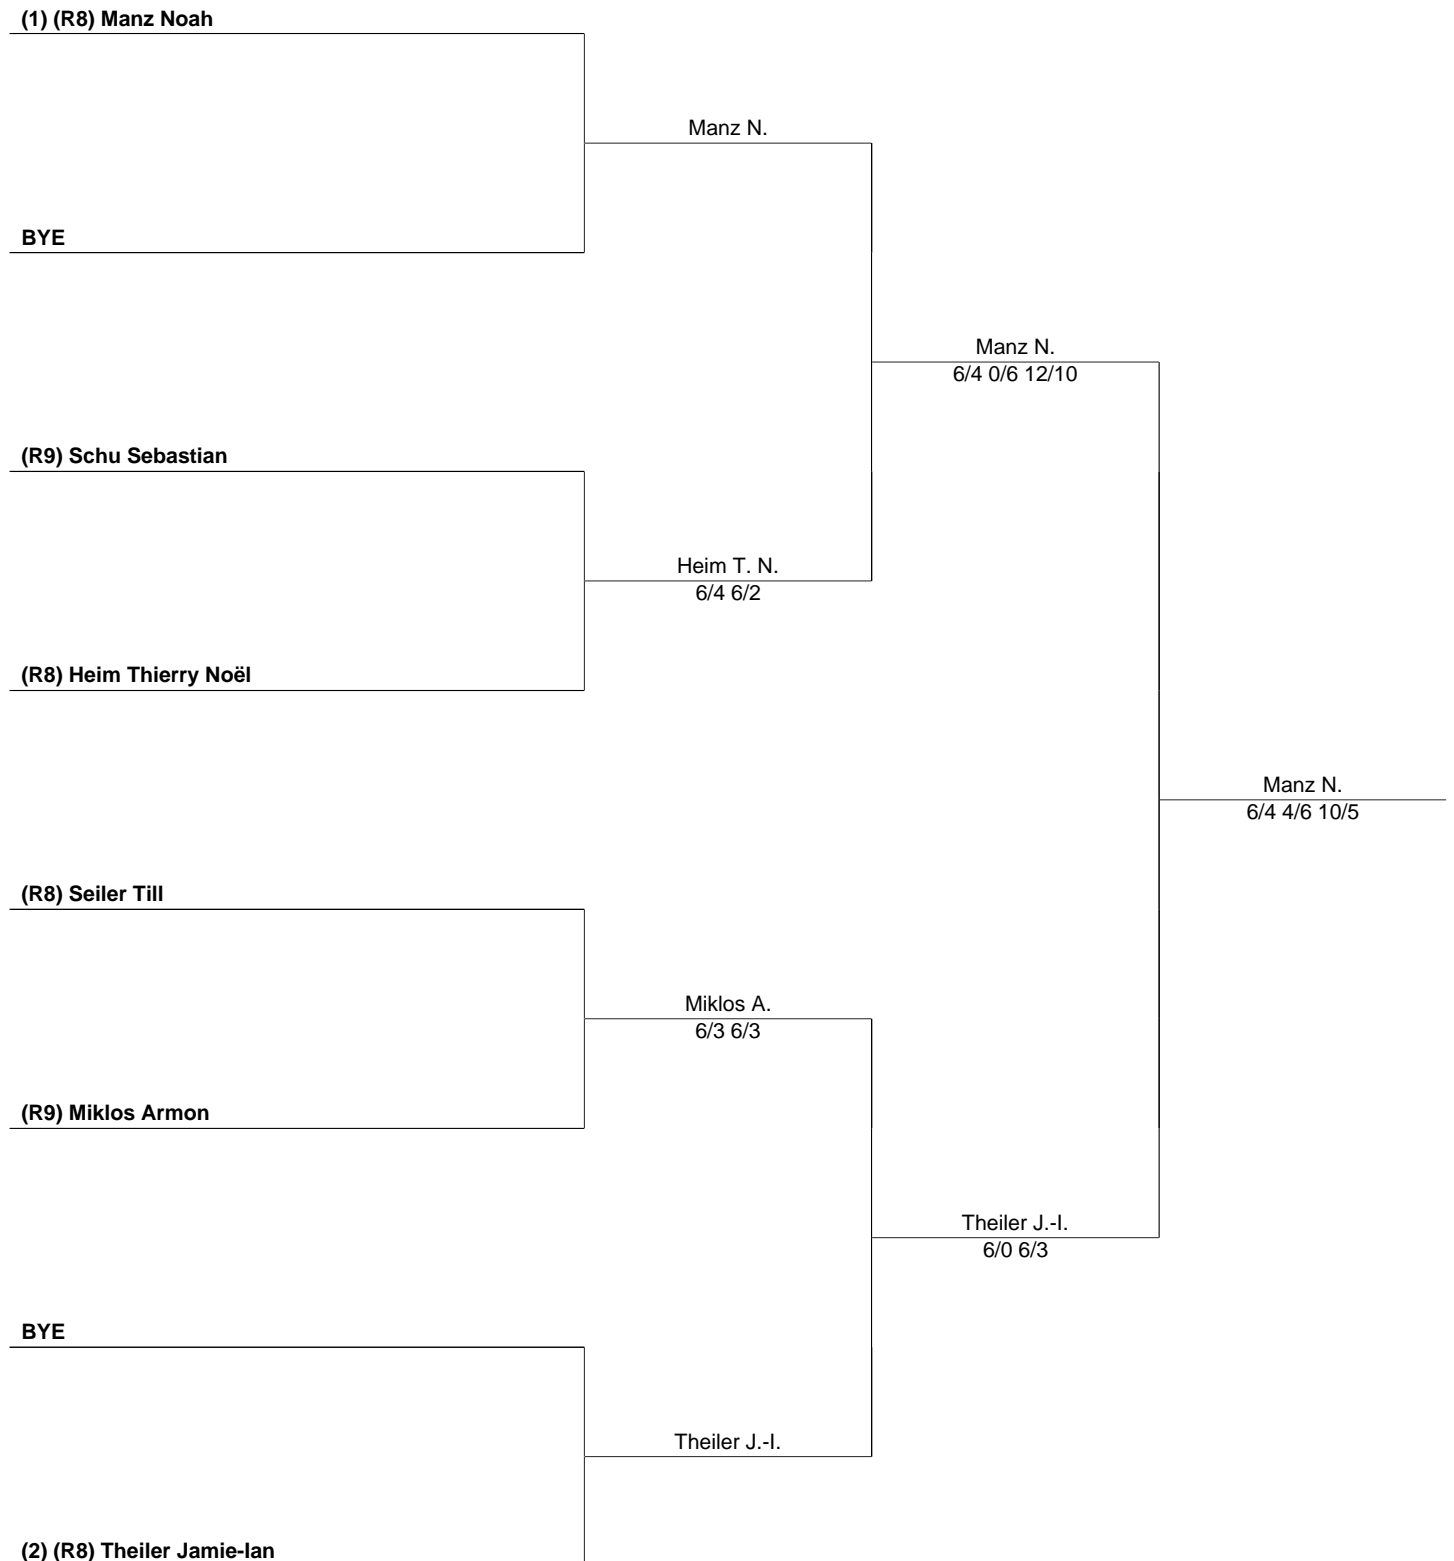 (1) (R8) Manz Noah
Manz N.
BYE
Manz N.
6/4 0/6 12/10
(R9) Schu Sebastian
Heim T. N.
6/4 6/2
(R8) Heim Thierry Noël
Manz N.
6/4 4/6 10/5
(R8) Seiler Till
Miklos A.
6/3 6/3
(R9) Miklos Armon
Theiler J.-I.
6/0 6/3
BYE
Theiler J.-I.
(2) (R8) Theiler Jamie-Ian